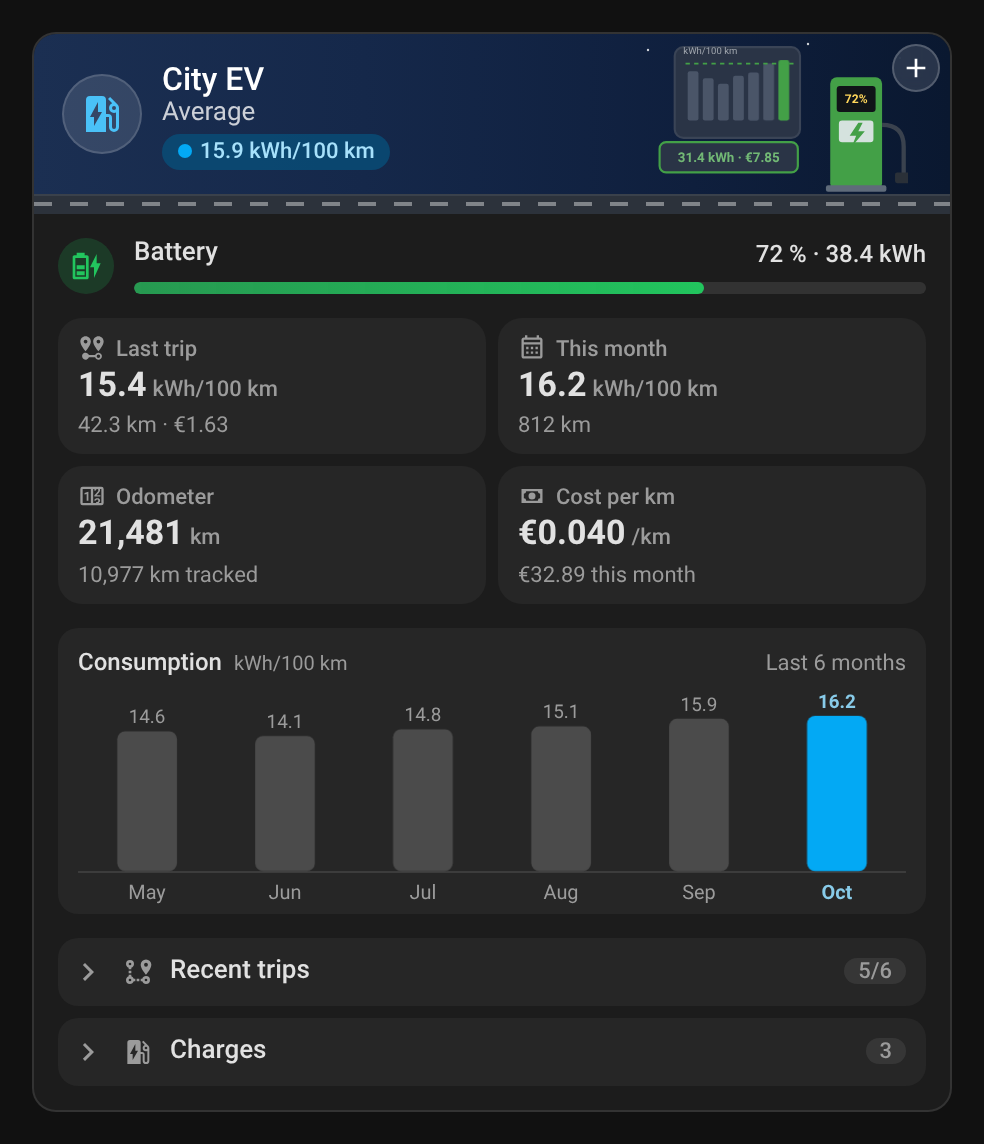 City EV
Average
15.9 kWh/100 km
kWh/100 km
31.4 kWh · €7.85
72%
Battery
72 % · 38.4 kWh
Last trip
15.4 kWh/100 km
42.3 km · €1.63
This month
16.2 kWh/100 km
812 km
Odometer
21,481 km
10,977 km tracked
Cost per km
€0.040 /km
€32.89 this month
Consumption kWh/100 km
Last 6 months
14.6 14.1 14.8 15.1 15.9 16.2
May Jun Jul Aug Sep Oct
Recent trips
5/6
Charges
3